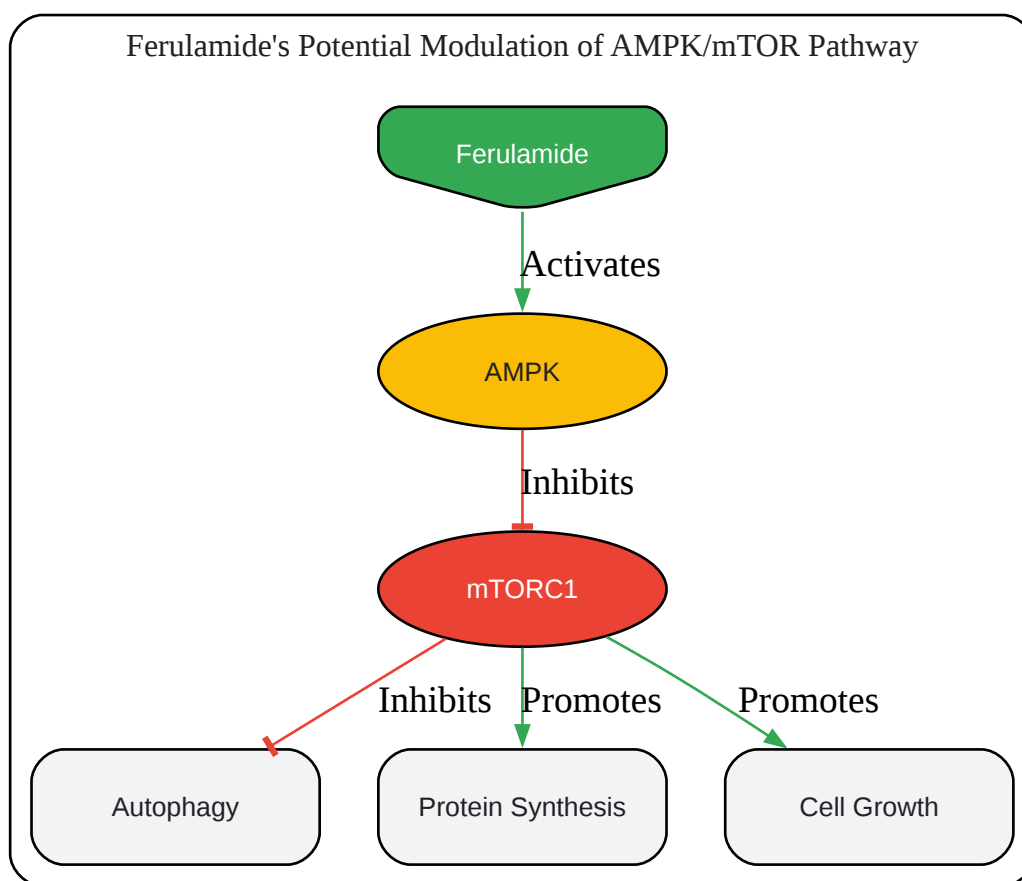 Ferulamide's Potential Modulation of AMPK/mTOR Pathway
Ferulamide
Activates
AMPK
Inhibits
mTORC1
Inhibits
Promotes
Promotes
Autophagy
Protein Synthesis
Cell Growth